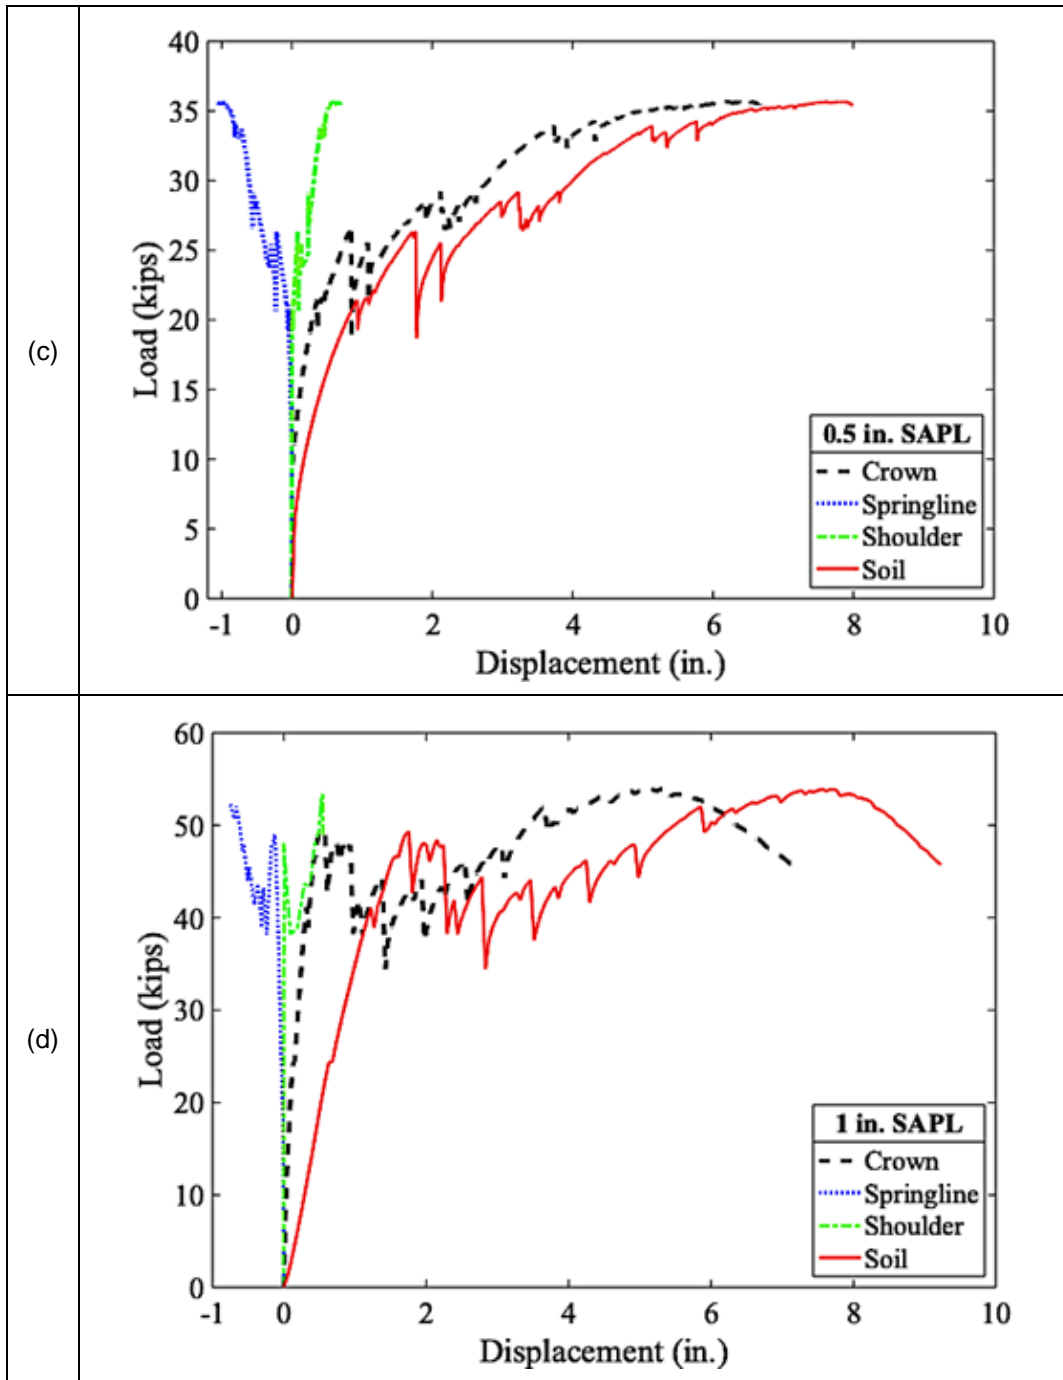 (c)
40
35
30
25
20
15
10
5
0
Load (kips)
-1 0 2 4 6 8 10
Displacement (in.)
0.5 in. SAPL
Crown
Springline
Shoulder
Soil
(d)
60
50
40
30
20
10
0
Load (kips)
-1 0 2 4 6 8 10
Displacement (in.)
1 in. SAPL
Crown
Springline
Shoulder
Soil